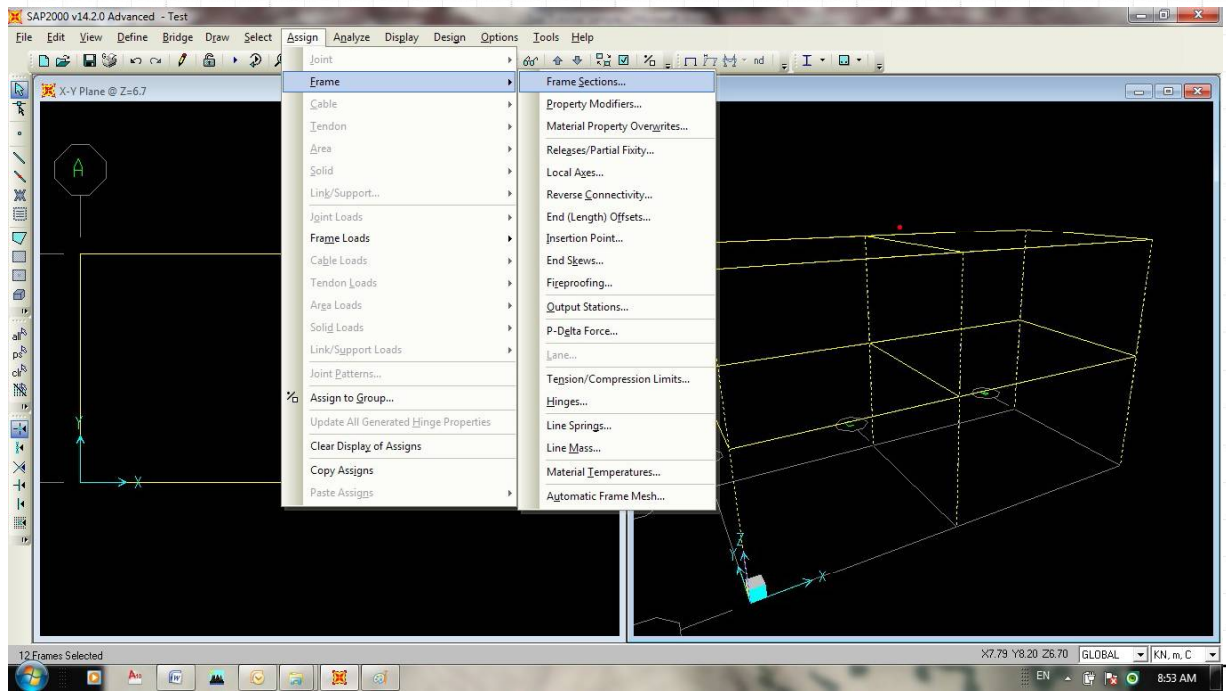 SAP2000 v14.2.0 Advanced - Test
File Edit View Define Bridge Draw Select Assign Analyze Display Design Options Tools Help
nd
X-Y Plane @ Z=6.7
A
Y
X
Joint
Frame
Cable
Tendon
Area
Solid
Link/Support...
Joint Loads
Frame Loads
Cable Loads
Tendon Loads
Area Loads
Solid Loads
Link/Support Loads
Joint Patterns...
Assign to Group...
Update All Generated Hinge Properties
Clear Display of Assigns
Copy Assigns
Paste Assigns
Frame Sections...
Property Modifiers...
Material Property Overwrites...
Releases/Partial Fixity...
Local Axes...
Reverse Connectivity...
End (Length) Offsets...
Insertion Point...
End Skews...
Fireproofing...
Output Stations...
P-Delta Force...
Lane...
Tension/Compression Limits...
Hinges...
Line Springs...
Line Mass...
Material Temperatures...
Automatic Frame Mesh...
all
ps
clr
Z
Y
X
12 Frames Selected
X7.79 Y8.20 Z6.70 GLOBAL KN, m, C
EN 8:53 AM